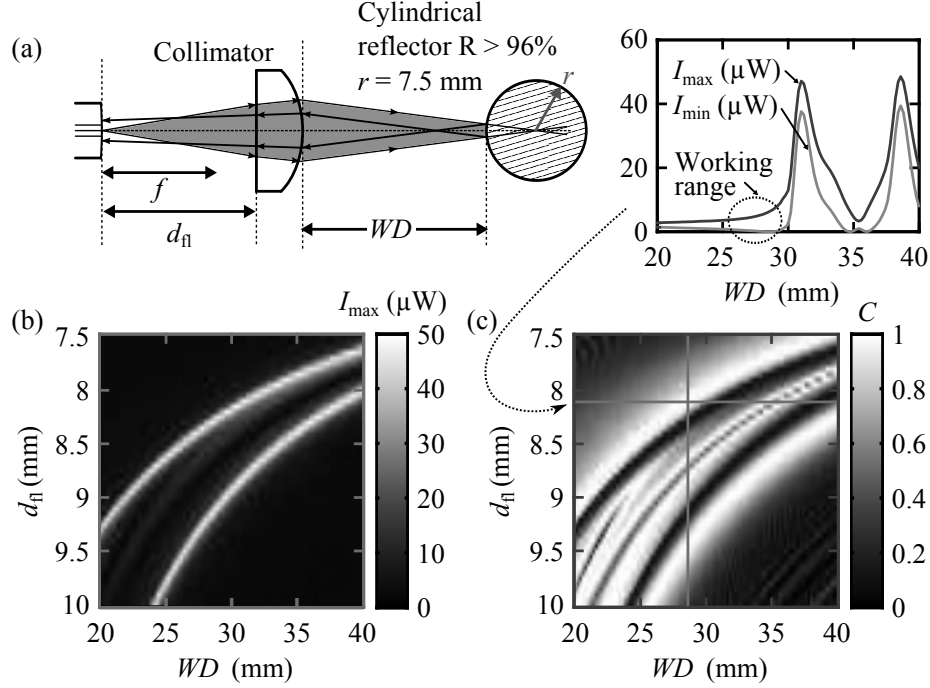 (a)
Collimator
Cylindrical
reflector R > 96%
r = 7.5 mm
r
f
d_fl
WD
60
40
20
0
I_max (μW)
I_min (μW)
Working
range
20 25 30 35 40
WD (mm)
(b)
I_max (μW)
7.5
8
8.5
9
9.5
10
d_fl (mm)
20 25 30 35 40
WD (mm)
50
40
30
20
10
0
(c)
C
7.5
8
8.5
9
9.5
10
d_fl (mm)
20 25 30 35 40
WD (mm)
1
0.8
0.6
0.4
0.2
0